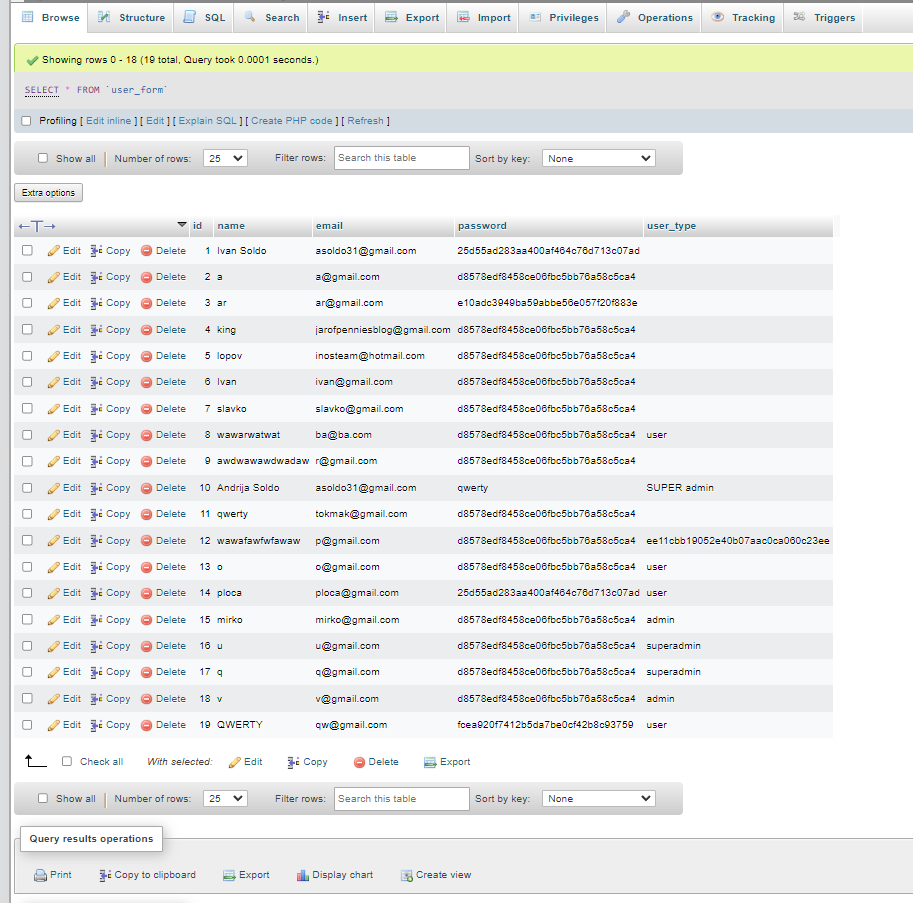 Browse Structure SQL Search Insert Export Import Privileges Operations Tracking Triggers
Showing rows 0 - 18 (19 total, Query took 0.0001 seconds.)
SELECT * FROM `user_form`
Profiling [ Edit inline ] [ Edit ] [ Explain SQL ] [ Create PHP code ] [ Refresh ]
Show all Number of rows: 25 Filter rows: Search this table Sort by key: None
Extra options
←T→ id name email password user_type
Edit Copy Delete 1 Ivan Soldo asoldo31@gmail.com 25d55ad283aa400af464c76d713c07ad
Edit Copy Delete 2 a a@gmail.com d8578edf8458ce06fbc5bb76a58c5ca4
Edit Copy Delete 3 ar ar@gmail.com e10adc3949ba59abbe56e057f20f883e
Edit Copy Delete 4 king jarofpenniesblog@gmail.com d8578edf8458ce06fbc5bb76a58c5ca4
Edit Copy Delete 5 lopov inosteam@hotmail.com d8578edf8458ce06fbc5bb76a58c5ca4
Edit Copy Delete 6 Ivan ivan@gmail.com d8578edf8458ce06fbc5bb76a58c5ca4
Edit Copy Delete 7 slavko slavko@gmail.com d8578edf8458ce06fbc5bb76a58c5ca4
Edit Copy Delete 8 wawarwatwat ba@ba.com d8578edf8458ce06fbc5bb76a58c5ca4 user
Edit Copy Delete 9 awdwawawdwadaw r@gmail.com d8578edf8458ce06fbc5bb76a58c5ca4
Edit Copy Delete 10 Andrija Soldo asoldo31@gmail.com qwerty SUPER admin
Edit Copy Delete 11 qwerty tokmak@gmail.com d8578edf8458ce06fbc5bb76a58c5ca4
Edit Copy Delete 12 wawafawfwfawaw p@gmail.com d8578edf8458ce06fbc5bb76a58c5ca4 ee11cbb19052e40b07aac0ca060c23ee
Edit Copy Delete 13 o o@gmail.com d8578edf8458ce06fbc5bb76a58c5ca4 user
Edit Copy Delete 14 ploca ploca@gmail.com 25d55ad283aa400af464c76d713c07ad user
Edit Copy Delete 15 mirko mirko@gmail.com d8578edf8458ce06fbc5bb76a58c5ca4 admin
Edit Copy Delete 16 u u@gmail.com d8578edf8458ce06fbc5bb76a58c5ca4 superadmin
Edit Copy Delete 17 q q@gmail.com d8578edf8458ce06fbc5bb76a58c5ca4 superadmin
Edit Copy Delete 18 v v@gmail.com d8578edf8458ce06fbc5bb76a58c5ca4 admin
Edit Copy Delete 19 QWERTY qw@gmail.com fcea920f7412b5da7be0cf42b8c93759 user
Check all With selected: Edit Copy Delete Export
Show all Number of rows: 25 Filter rows: Search this table Sort by key: None
Query results operations
Print Copy to clipboard Export Display chart Create view